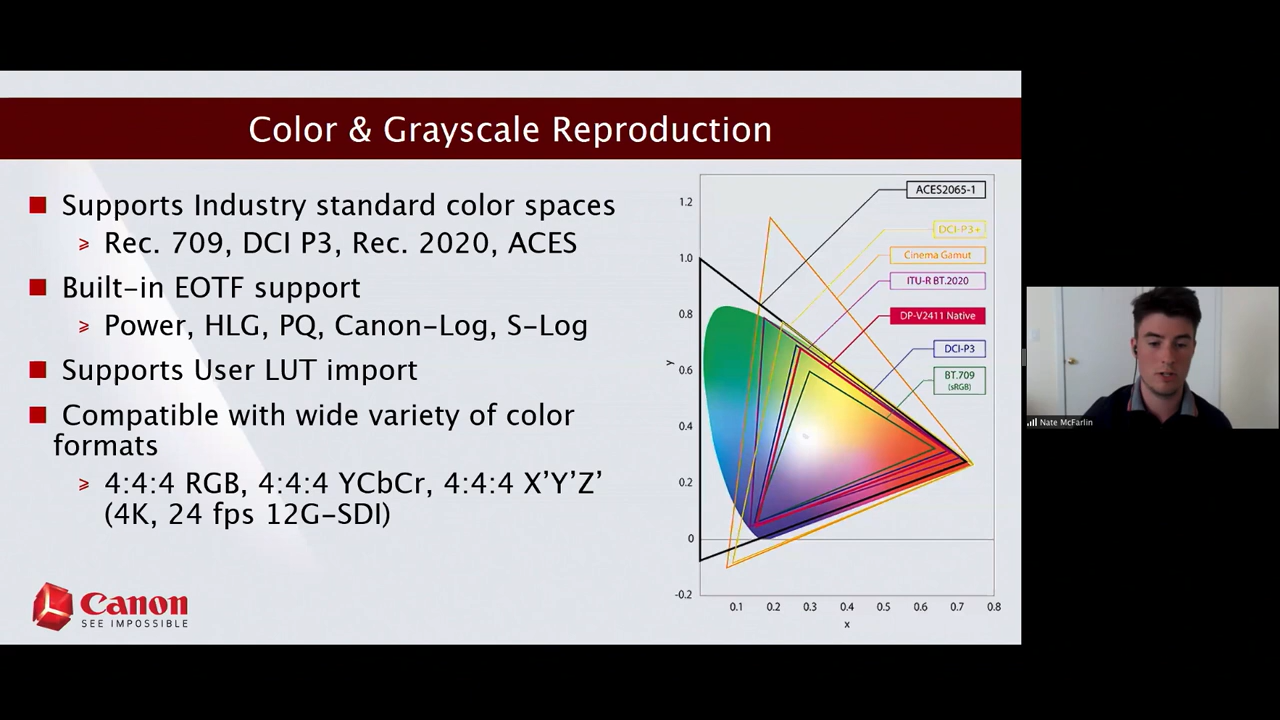 Color & Grayscale Reproduction
Supports Industry standard color spaces
Rec. 709, DCI P3, Rec. 2020, ACES
Built-in EOTF support
Power, HLG, PQ, Canon-Log, S-Log
Supports User LUT import
Compatible with wide variety of color
formats
4:4:4 RGB, 4:4:4 YCbCr, 4:4:4 X’Y’Z’
(4K, 24 fps 12G-SDI)
Canon
SEE IMPOSSIBLE
ACES2065-1
DCI-P3+
Cinema Gamut
ITU-R BT.2020
DP-V2411 Native
DCI-P3
BT.709
(sRGB)
1.2
1.0
0.8
0.6
0.4
0.2
0
-0.2
y
0.1 0.2 0.3 0.4 0.5 0.6 0.7 0.8
x
Nate McFarlin